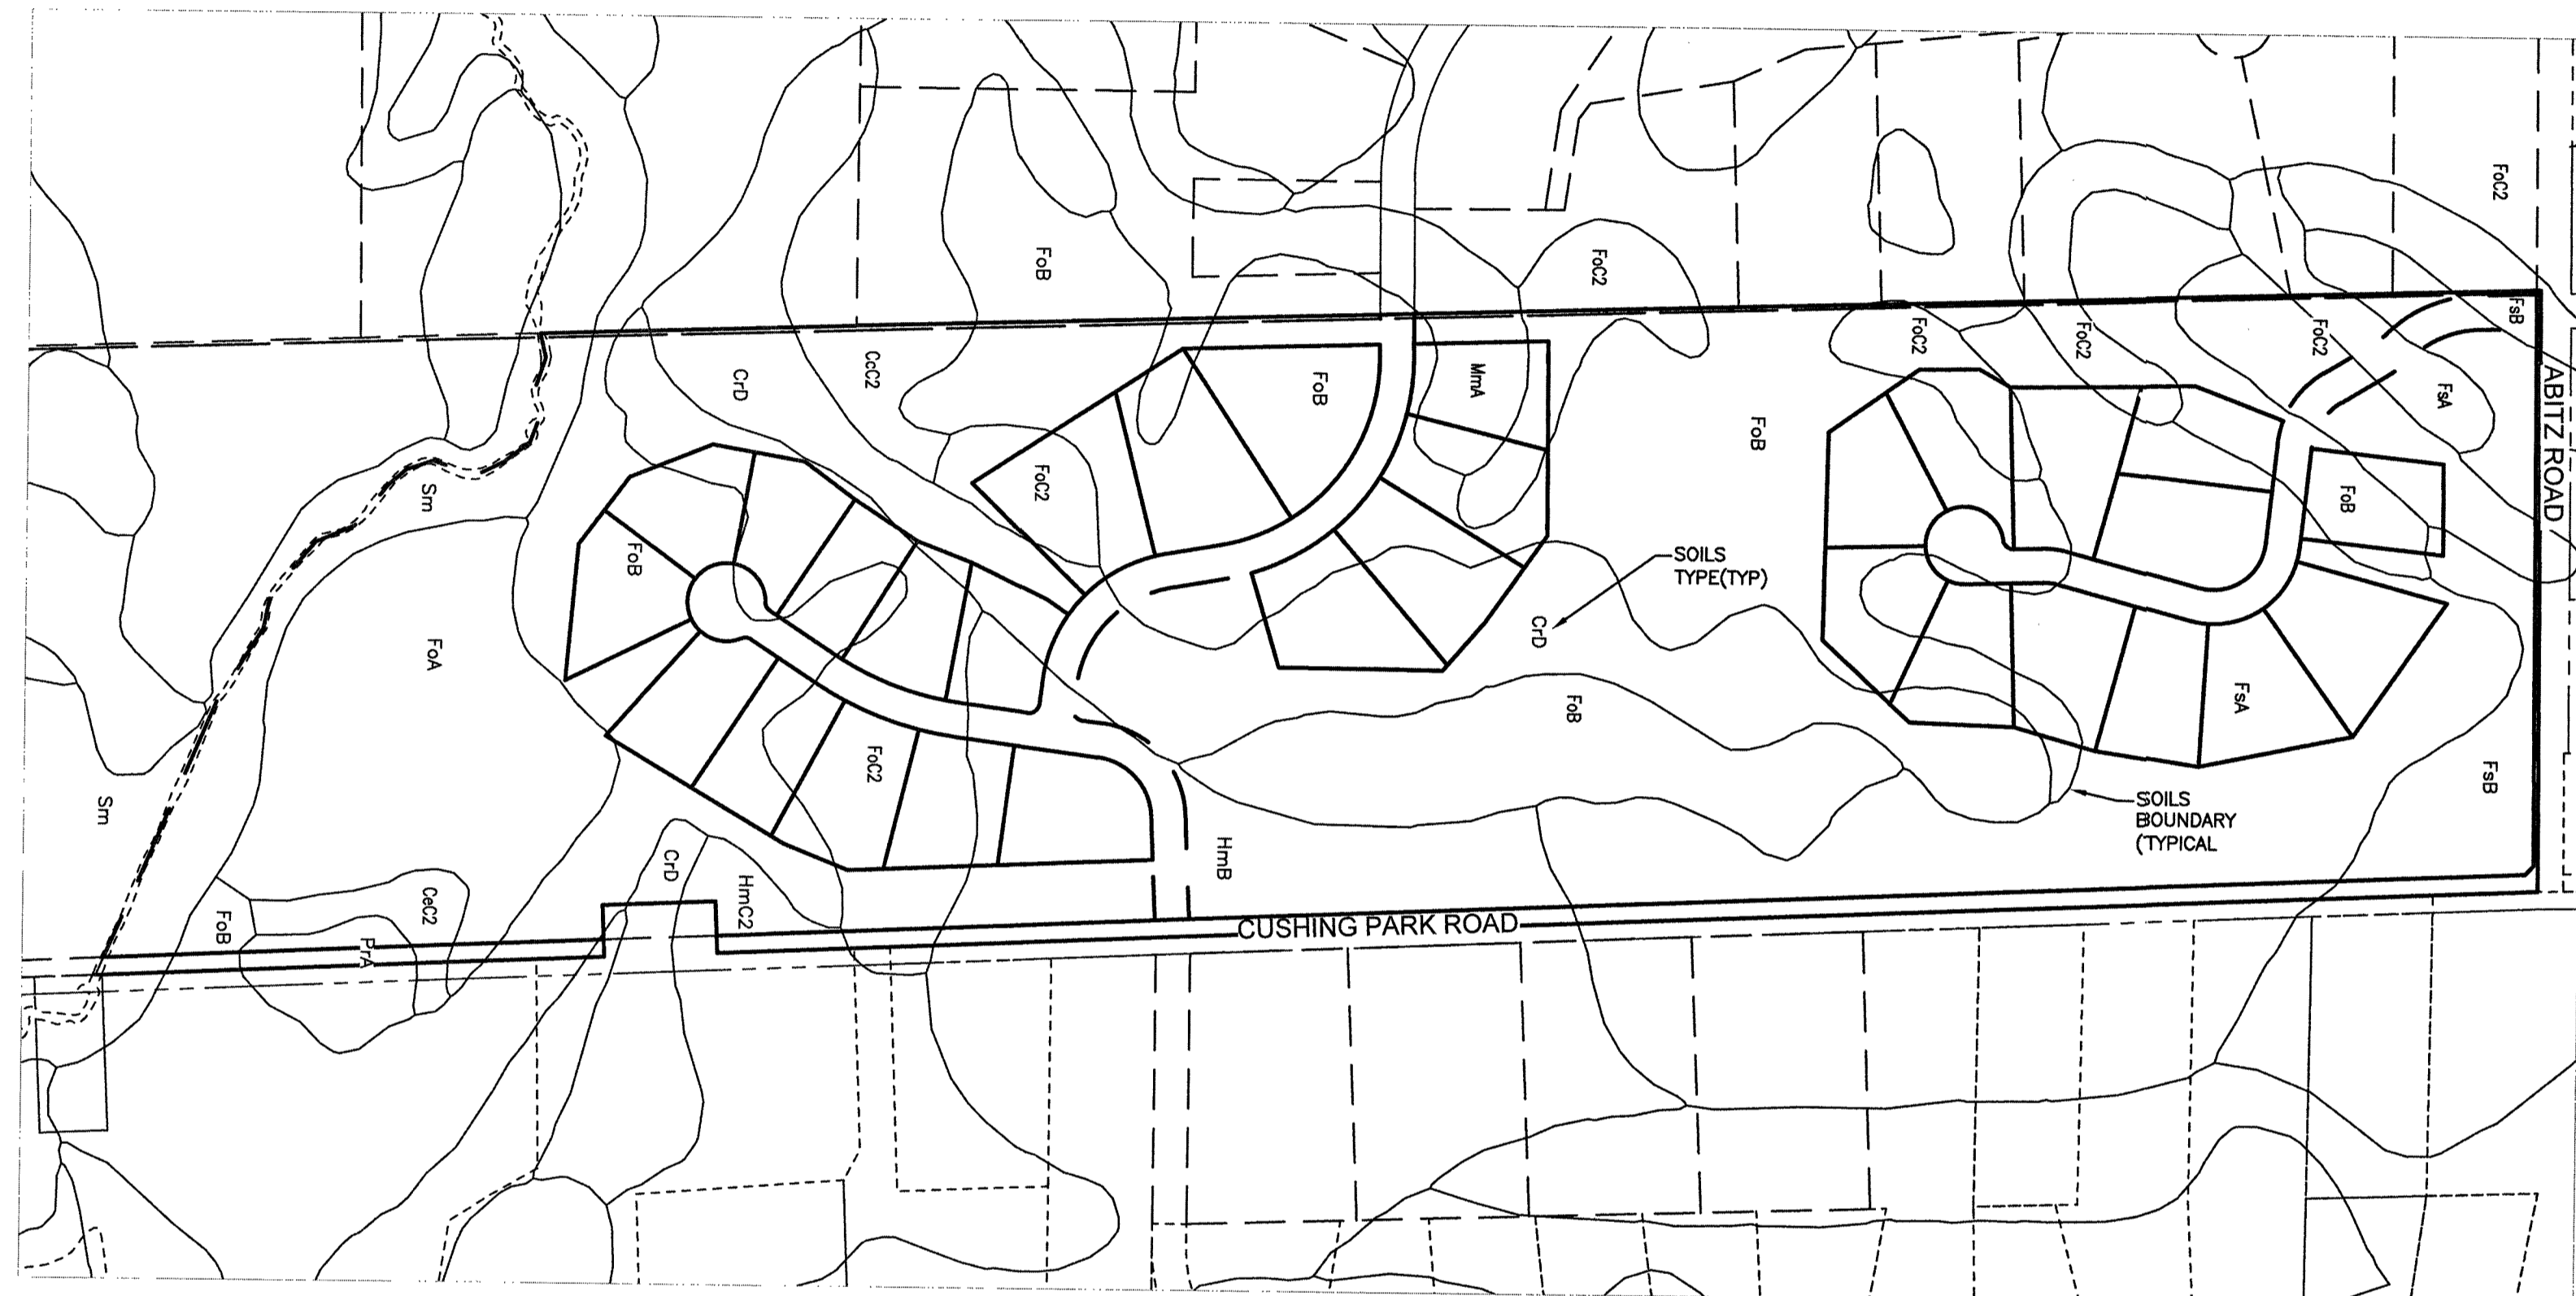 FoC2
FoB
FoC2
FsB
FoC2
FoC2
FoC2
CcC2
CrD
FoB
MmA
FsA
ABITZ ROAD
FoB
FoC2
Sm
FoB
FoB
SOILS
TYPE(TYP)
CrD
FoA
FsA
FoB
FoC2
FsB
SOILS
BOUNDARY
(TYPICAL
Sm
HmB
CrD
HmC2
CeC2
FoB
CUSHING PARK ROAD
PrA